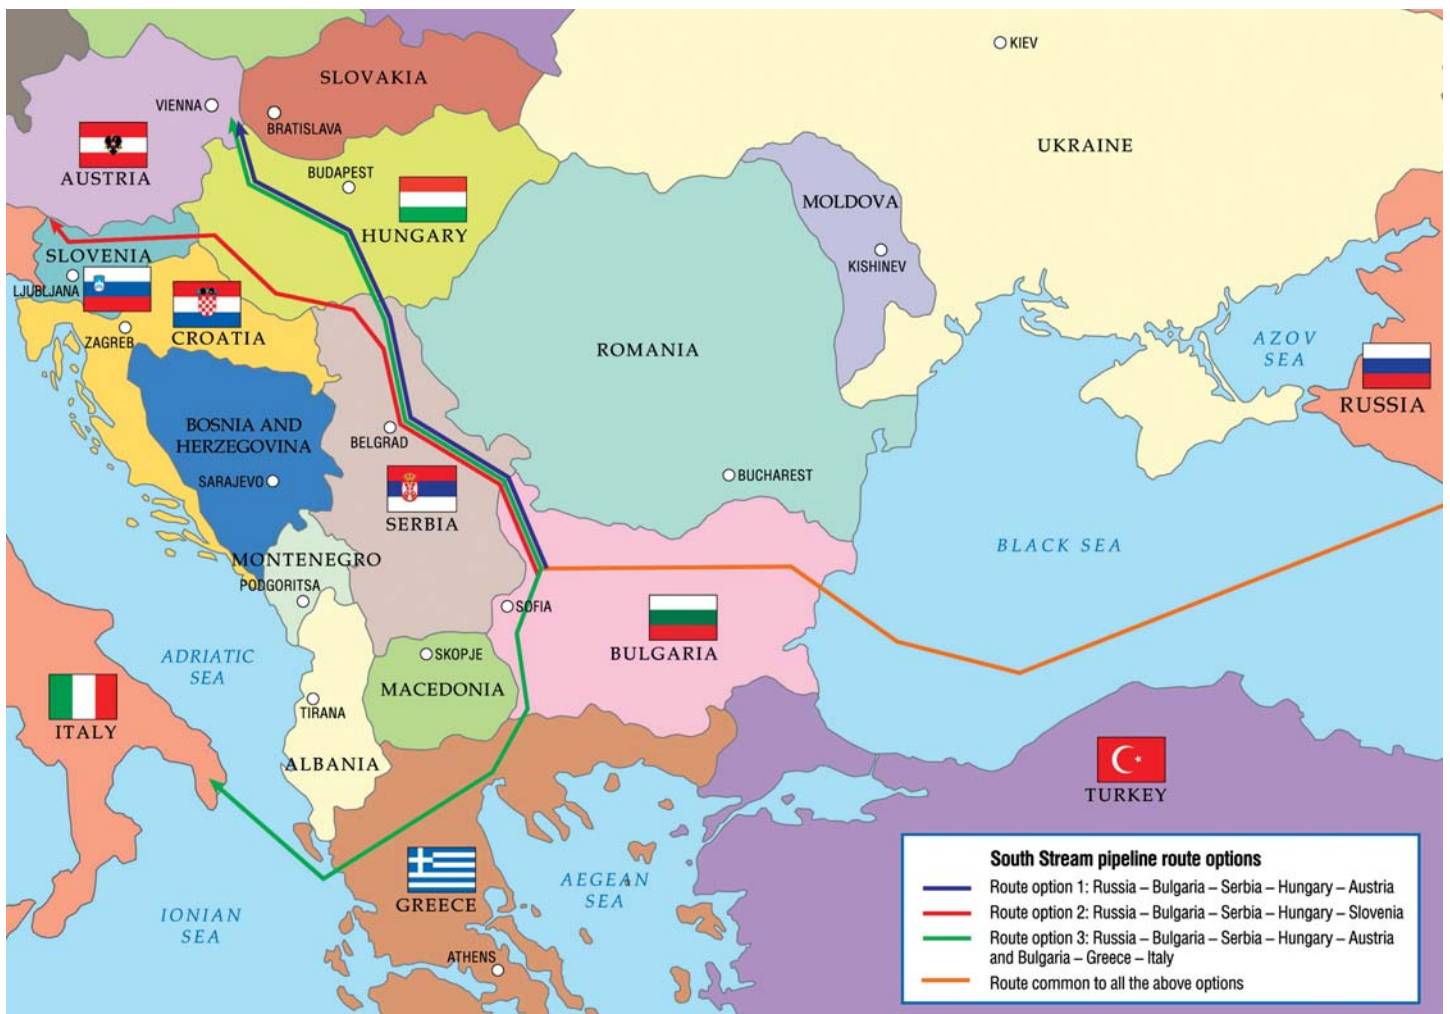 KIEV
SLOVAKIA
VIENNA
BRATISLAVA
UKRAINE
AUSTRIA
BUDAPEST
MOLDOVA
HUNGARY
SLOVENIA
KISHINEV
LJUBLJANA
ZAGREB
CROATIA
ROMANIA
AZOV
SEA
RUSSIA
BOSNIA AND
HERZEGOVINA
BELGRAD
SARAJEVO
BUCHAREST
SERBIA
BLACK SEA
MONTENEGRO
PODGORITSA
SOFIA
ADRIATIC
SEA
SKOPJE
BULGARIA
MACEDONIA
TIRANA
ITALY
ALBANIA
TURKEY
AEGEAN
SEA
GREECE
IONIAN
SEA
ATHENS
South Stream pipeline route options
Route option 1: Russia – Bulgaria – Serbia – Hungary – Austria
Route option 2: Russia – Bulgaria – Serbia – Hungary – Slovenia
Route option 3: Russia – Bulgaria – Serbia – Hungary – Austria
and Bulgaria – Greece – Italy
Route common to all the above options